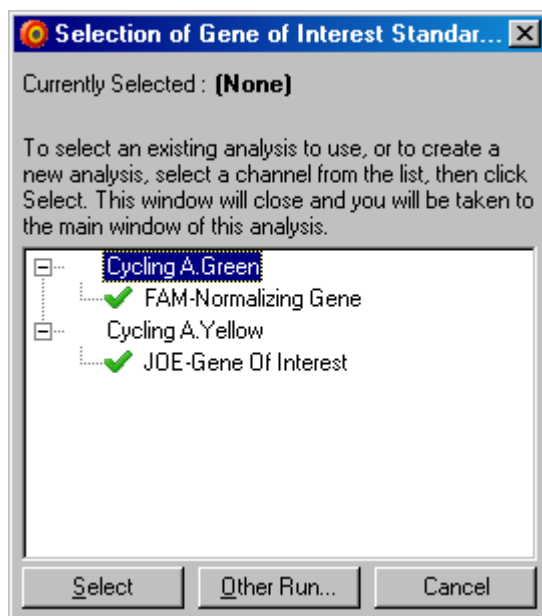 Selection of Gene of Interest Standar...
Currently Selected : (None)
To select an existing analysis to use, or to create a
new analysis, select a channel from the list, then click
Select. This window will close and you will be taken to
the main window of this analysis.
Cycling A.Green
FAM-Normalizing Gene
Cycling A.Yellow
JOE-Gene Of Interest
Select Other Run... Cancel